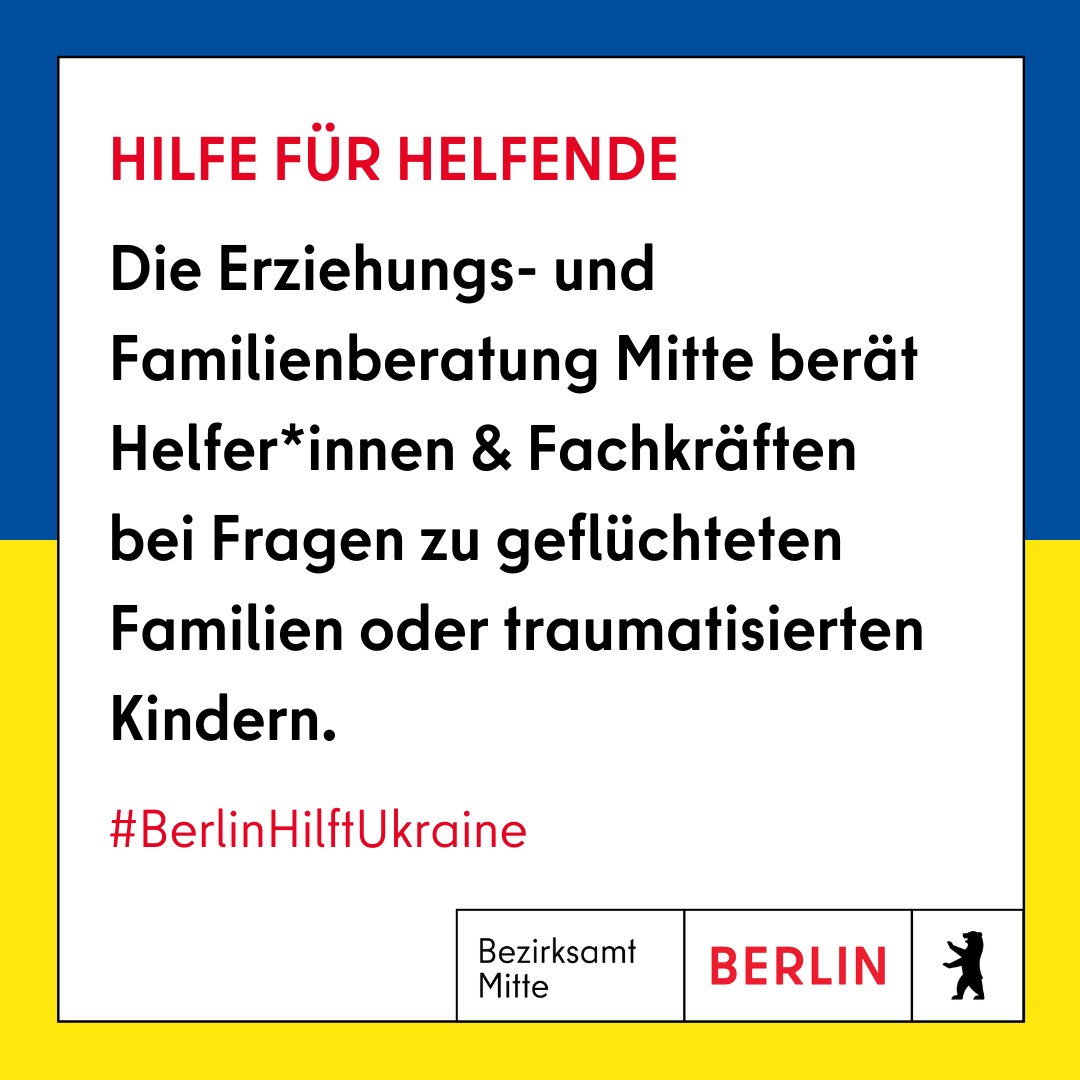 HILFE FÜR HELFENDE
Die Erziehungs- und
Familienberatung Mitte berät
Helfer*innen & Fachkräften
bei Fragen zu geflüchteten
Familien oder traumatisierten
Kindern.
#BerlinHilftUkraine
Bezirksamt
Mitte
BERLIN